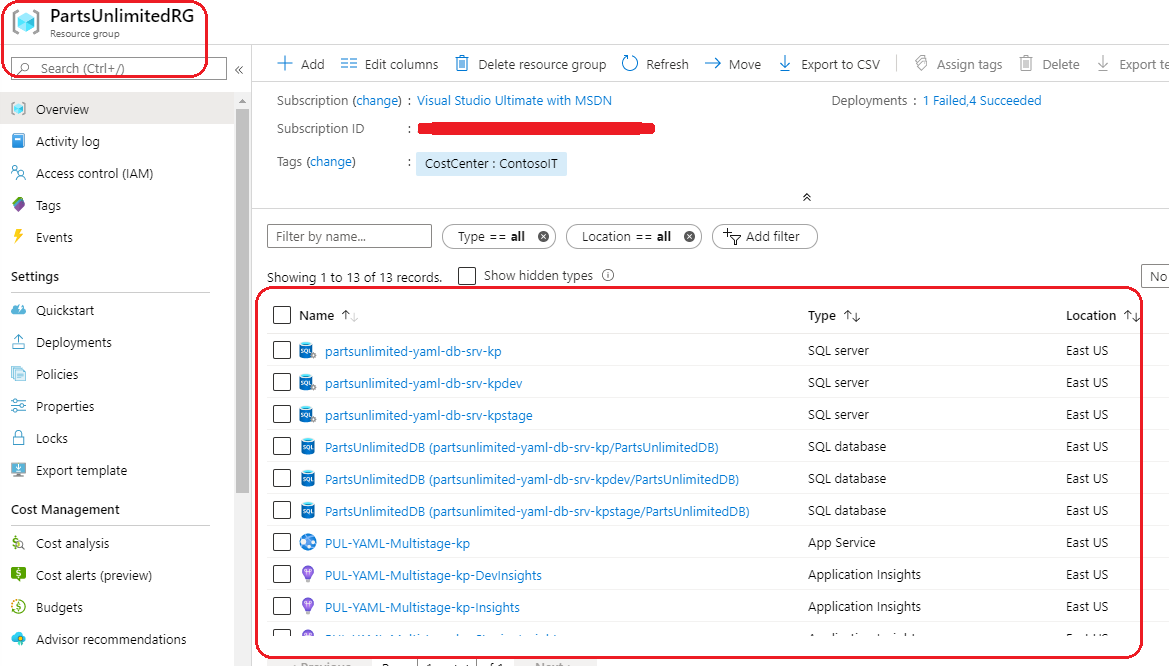 PartsUnlimitedRG
Resource group
Search (Ctrl+/)
«
Add
Edit columns
Delete resource group
Refresh
Move
Export to CSV
Assign tags
Delete
Export te
Overview
Activity log
Access control (IAM)
Tags
Events
Settings
Quickstart
Deployments
Policies
Properties
Locks
Export template
Cost Management
Cost analysis
Cost alerts (preview)
Budgets
Advisor recommendations
Subscription (change) : Visual Studio Ultimate with MSDN
Deployments : 1 Failed,4 Succeeded
Subscription ID :
Tags (change) : CostCenter : ContosoIT
Filter by name...
Type == all
Location == all
Add filter
Showing 1 to 13 of 13 records.
Show hidden types
No
Name Type Location
partsunlimited-yaml-db-srv-kp SQL server East US
partsunlimited-yaml-db-srv-kpdev SQL server East US
partsunlimited-yaml-db-srv-kpstage SQL server East US
PartsUnlimitedDB (partsunlimited-yaml-db-srv-kp/PartsUnlimitedDB) SQL database East US
PartsUnlimitedDB (partsunlimited-yaml-db-srv-kpdev/PartsUnlimitedDB) SQL database East US
PartsUnlimitedDB (partsunlimited-yaml-db-srv-kpstage/PartsUnlimitedDB) SQL database East US
PUL-YAML-Multistage-kp App Service East US
PUL-YAML-Multistage-kp-DevInsights Application Insights East US
PUL-YAML-Multistage-kp-Insights Application Insights East US